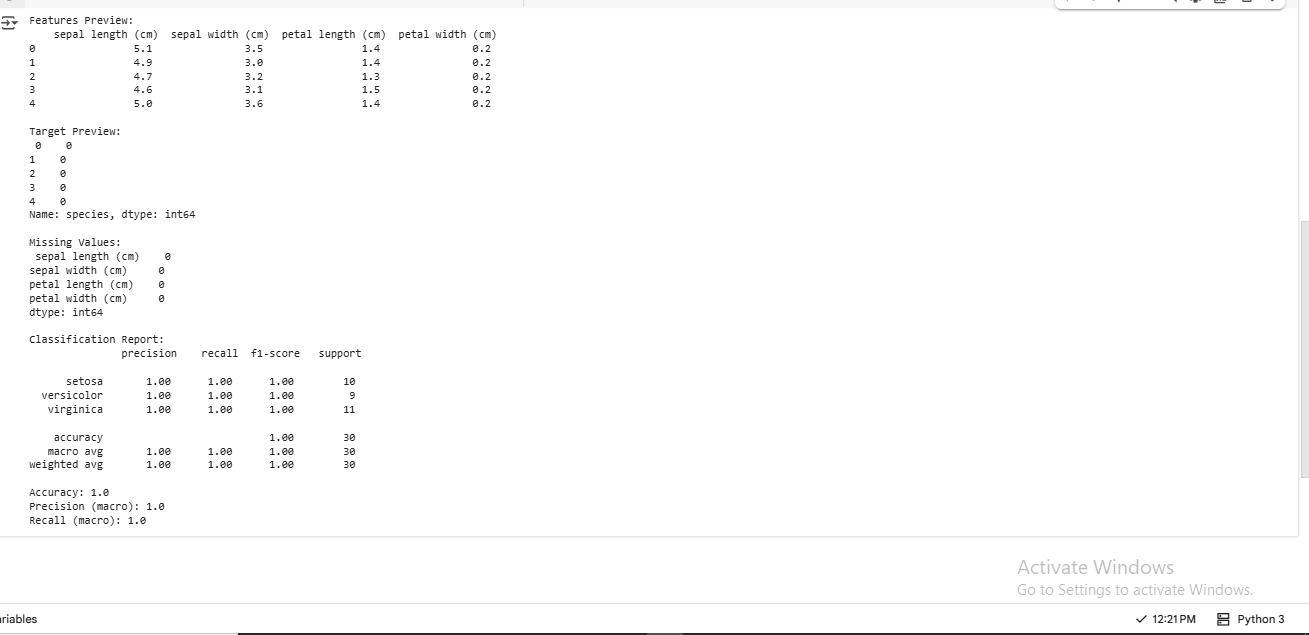 Features Preview:
sepal length (cm)  sepal width (cm)  petal length (cm)  petal width (cm)
0 5.1 3.5 1.4 0.2
1 4.9 3.0 1.4 0.2
2 4.7 3.2 1.3 0.2
3 4.6 3.1 1.5 0.2
4 5.0 3.6 1.4 0.2
Target Preview:
0 0
1 0
2 0
3 0
4 0
Name: species, dtype: int64
Missing Values:
sepal length (cm) 0
sepal width (cm) 0
petal length (cm) 0
petal width (cm) 0
dtype: int64
Classification Report:
precision recall f1-score support
setosa 1.00 1.00 1.00 10
versicolor 1.00 1.00 1.00 9
virginica 1.00 1.00 1.00 11
accuracy 1.00 30
macro avg 1.00 1.00 1.00 30
weighted avg 1.00 1.00 1.00 30
Accuracy: 1.0
Precision (macro): 1.0
Recall (macro): 1.0
Activate Windows
Go to Settings to activate Windows.
riables
12:21 PM
Python 3